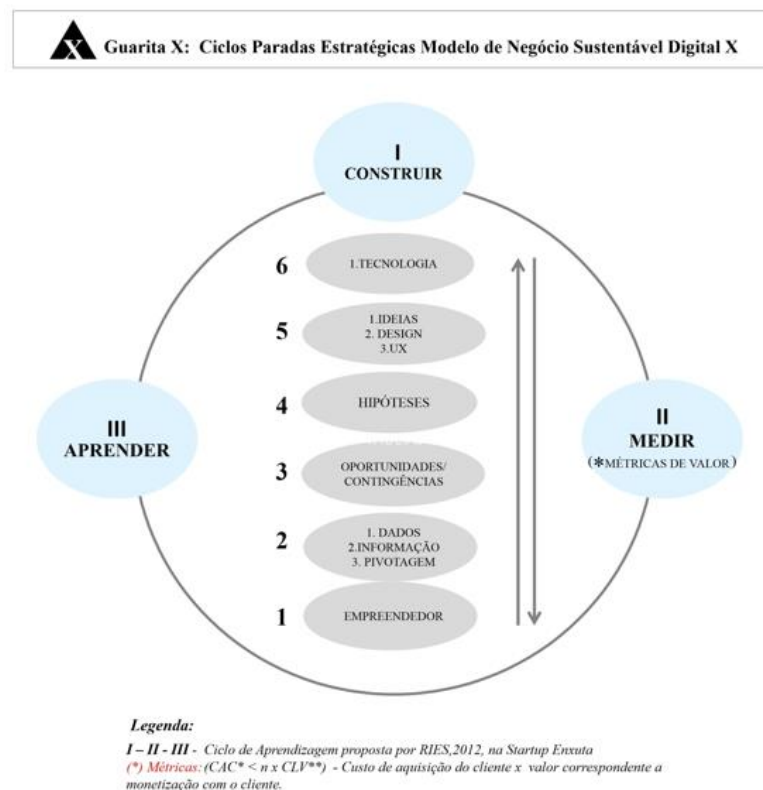 X Guarita X: Ciclos Paradas Estratégicas Modelo de Negócio Sustentável Digital X
I
CONSTRUIR
6
1.TECNOLOGIA
5
1.IDEIAS
2. DESIGN
3.UX
4
HIPÓTESES
III
APRENDER
II
MEDIR
(*MÉTRICAS DE VALOR)
3
OPORTUNIDADES/
CONTINGÊNCIAS
2
1. DADOS
2.INFORMAÇÃO
3. PIVOTAGEM
1
EMPREENDEDOR
Legenda:
I – II - III - Ciclo de Aprendizagem proposta por RIES,2012, na Startup Enxuta
(*) Métricas: (CAC* < n x CLV**) - Custo de aquisição do cliente x valor correspondente a
monetização com o cliente.